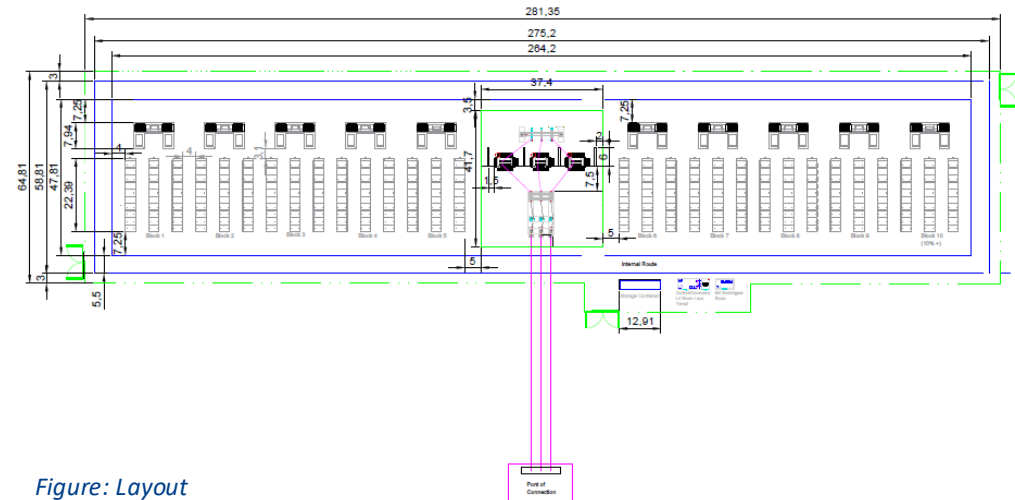 281,35
275,2
264,2
37,4
3
3,5
7,25
7,25
7,94
4
4
3,1
2
6
41,7
64,81
58,81
47,81
22,39
1,5
7,5
Block 1
Block 2
Block 3
Block 4
Block 5
Block 6
Block 7
Block 8
Block 9
Block 10
(10% +)
7,25
5
5
Internal Route
3
5,5
Storage Container
Room
12,91
Point of
Connection
Figure: Layout